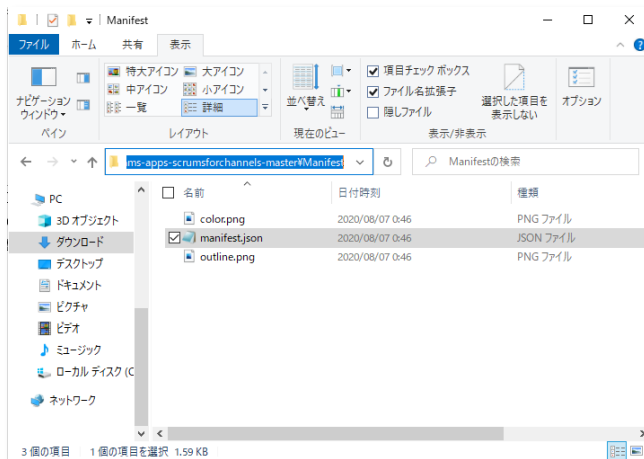 Manifest
ファイル ホーム 共有 表示
特大アイコン 大アイコン
中アイコン 小アイコン
一覧 詳細
ナビゲーション
ウィンドウ
並べ替え
項目チェック ボックス
ファイル名拡張子
隠しファイル
選択した項目を
表示しない
オプション
ペイン レイアウト 現在のビュー 表示/非表示
ms-apps-scrumsforchannels-master¥Manifest
Manifestの検索
名前 日付時刻 種類
color.png 2020/08/07 0:46 PNG ファイル
manifest.json 2020/08/07 0:46 JSON ファイル
outline.png 2020/08/07 0:46 PNG ファイル
PC
3D オブジェクト
ダウンロード
デスクトップ
ドキュメント
ピクチャ
ビデオ
ミュージック
ローカル ディスク (C
ネットワーク
3 個の項目 1 個の項目を選択 1.59 KB